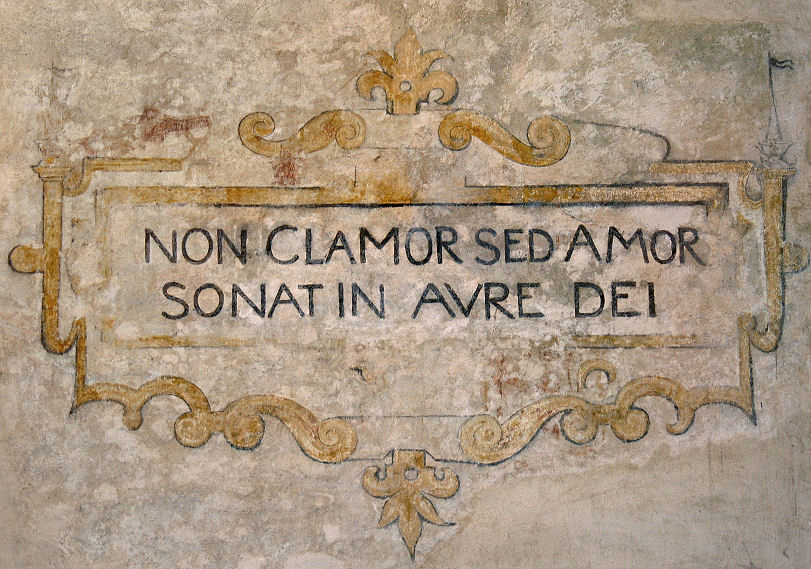 NON CLAMOR SED AMOR
SONAT IN AVRE DEI